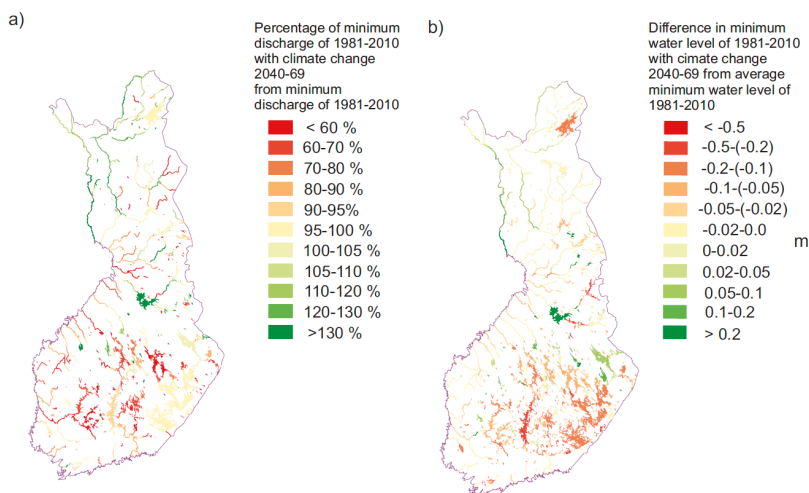 a)
Percentage of minimum
discharge of 1981-2010
with climate change
2040-69
from minimum
discharge of 1981-2010
< 60 %
60-70 %
70-80 %
80-90 %
90-95%
95-100 %
100-105 %
105-110 %
110-120 %
120-130 %
>130 %
b)
Difference in minimum
water level of 1981-2010
with cimate change
2040-69 from average
minimum water level of
1981-2010
< -0.5
-0.5-(-0.2)
-0.2-(-0.1)
-0.1-(-0.05)
-0.05-(-0.02)
-0.02-0.0
0-0.02
0.02-0.05
0.05-0.1
0.1-0.2
> 0.2
m